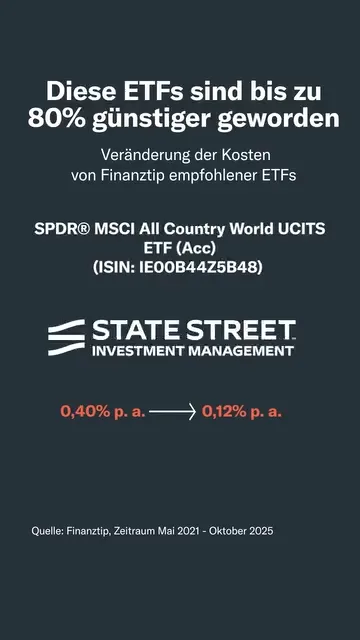 Diese ETFs sind bis zu
80% günstiger geworden
Veränderung der Kosten
von Finanztip empfohlener ETFs
SPDR® MSCI All Country World UCITS
ETF (Acc)
(ISIN: IE00B44Z5B48)
STATE STREET™
INVESTMENT MANAGEMENT
0,40% p. a. → 0,12% p. a.
Quelle: Finanztip, Zeitraum Mai 2021 - Oktober 2025